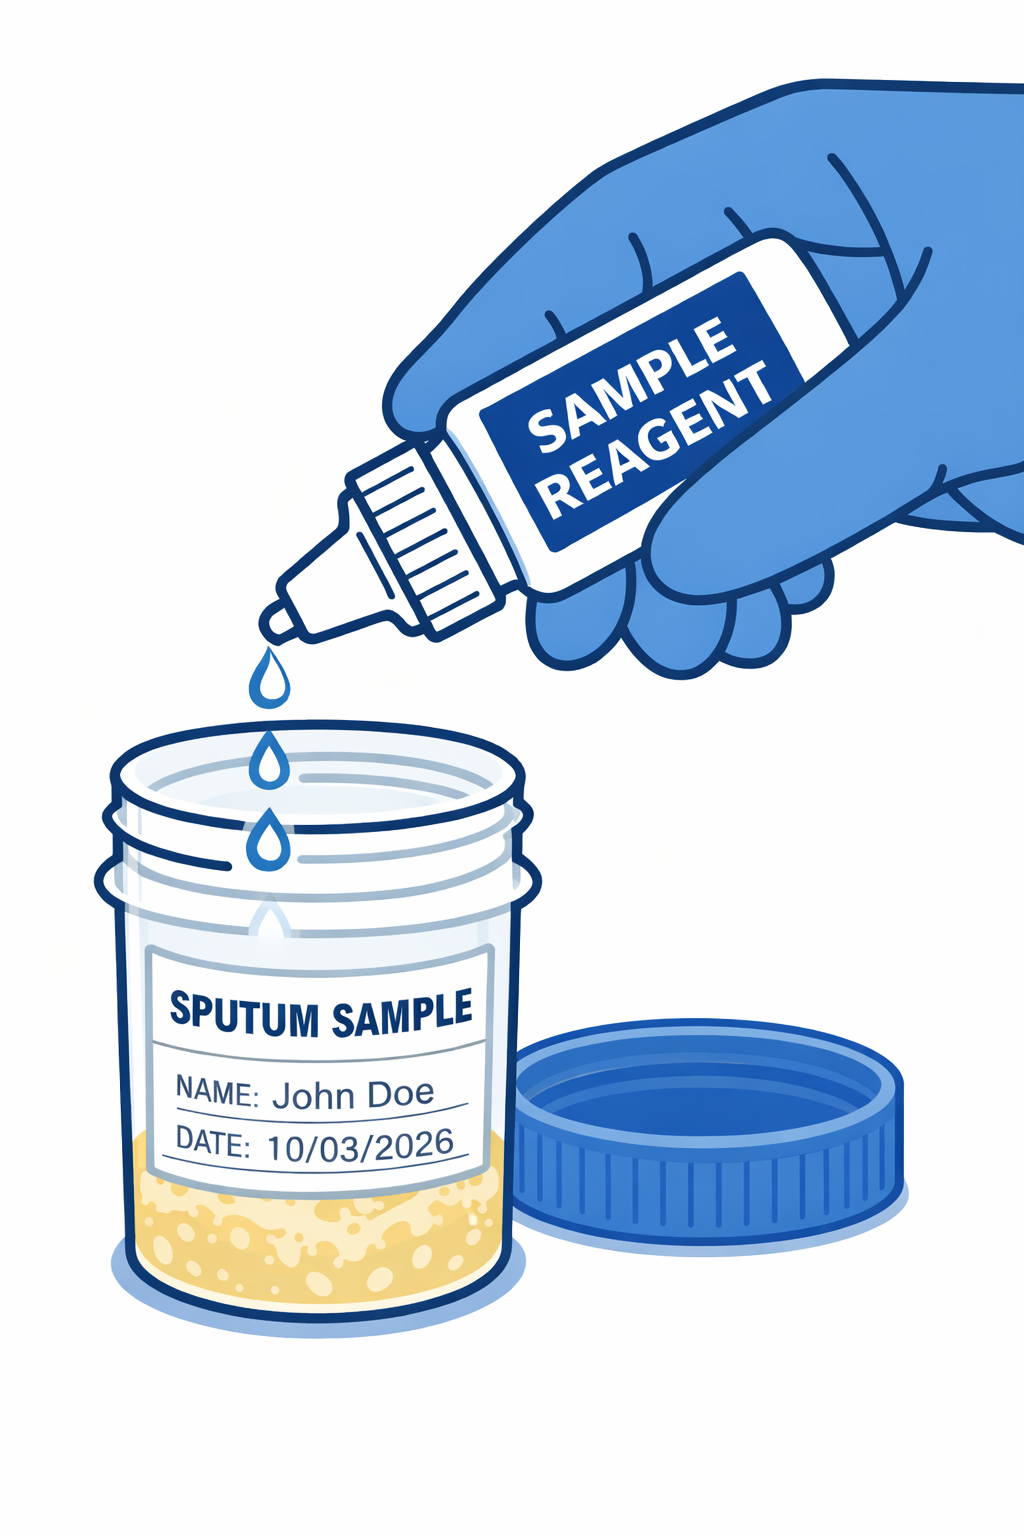 SAMPLE
REAGENT
SPUTUM SAMPLE
NAME: John Doe
DATE: 10/03/2026